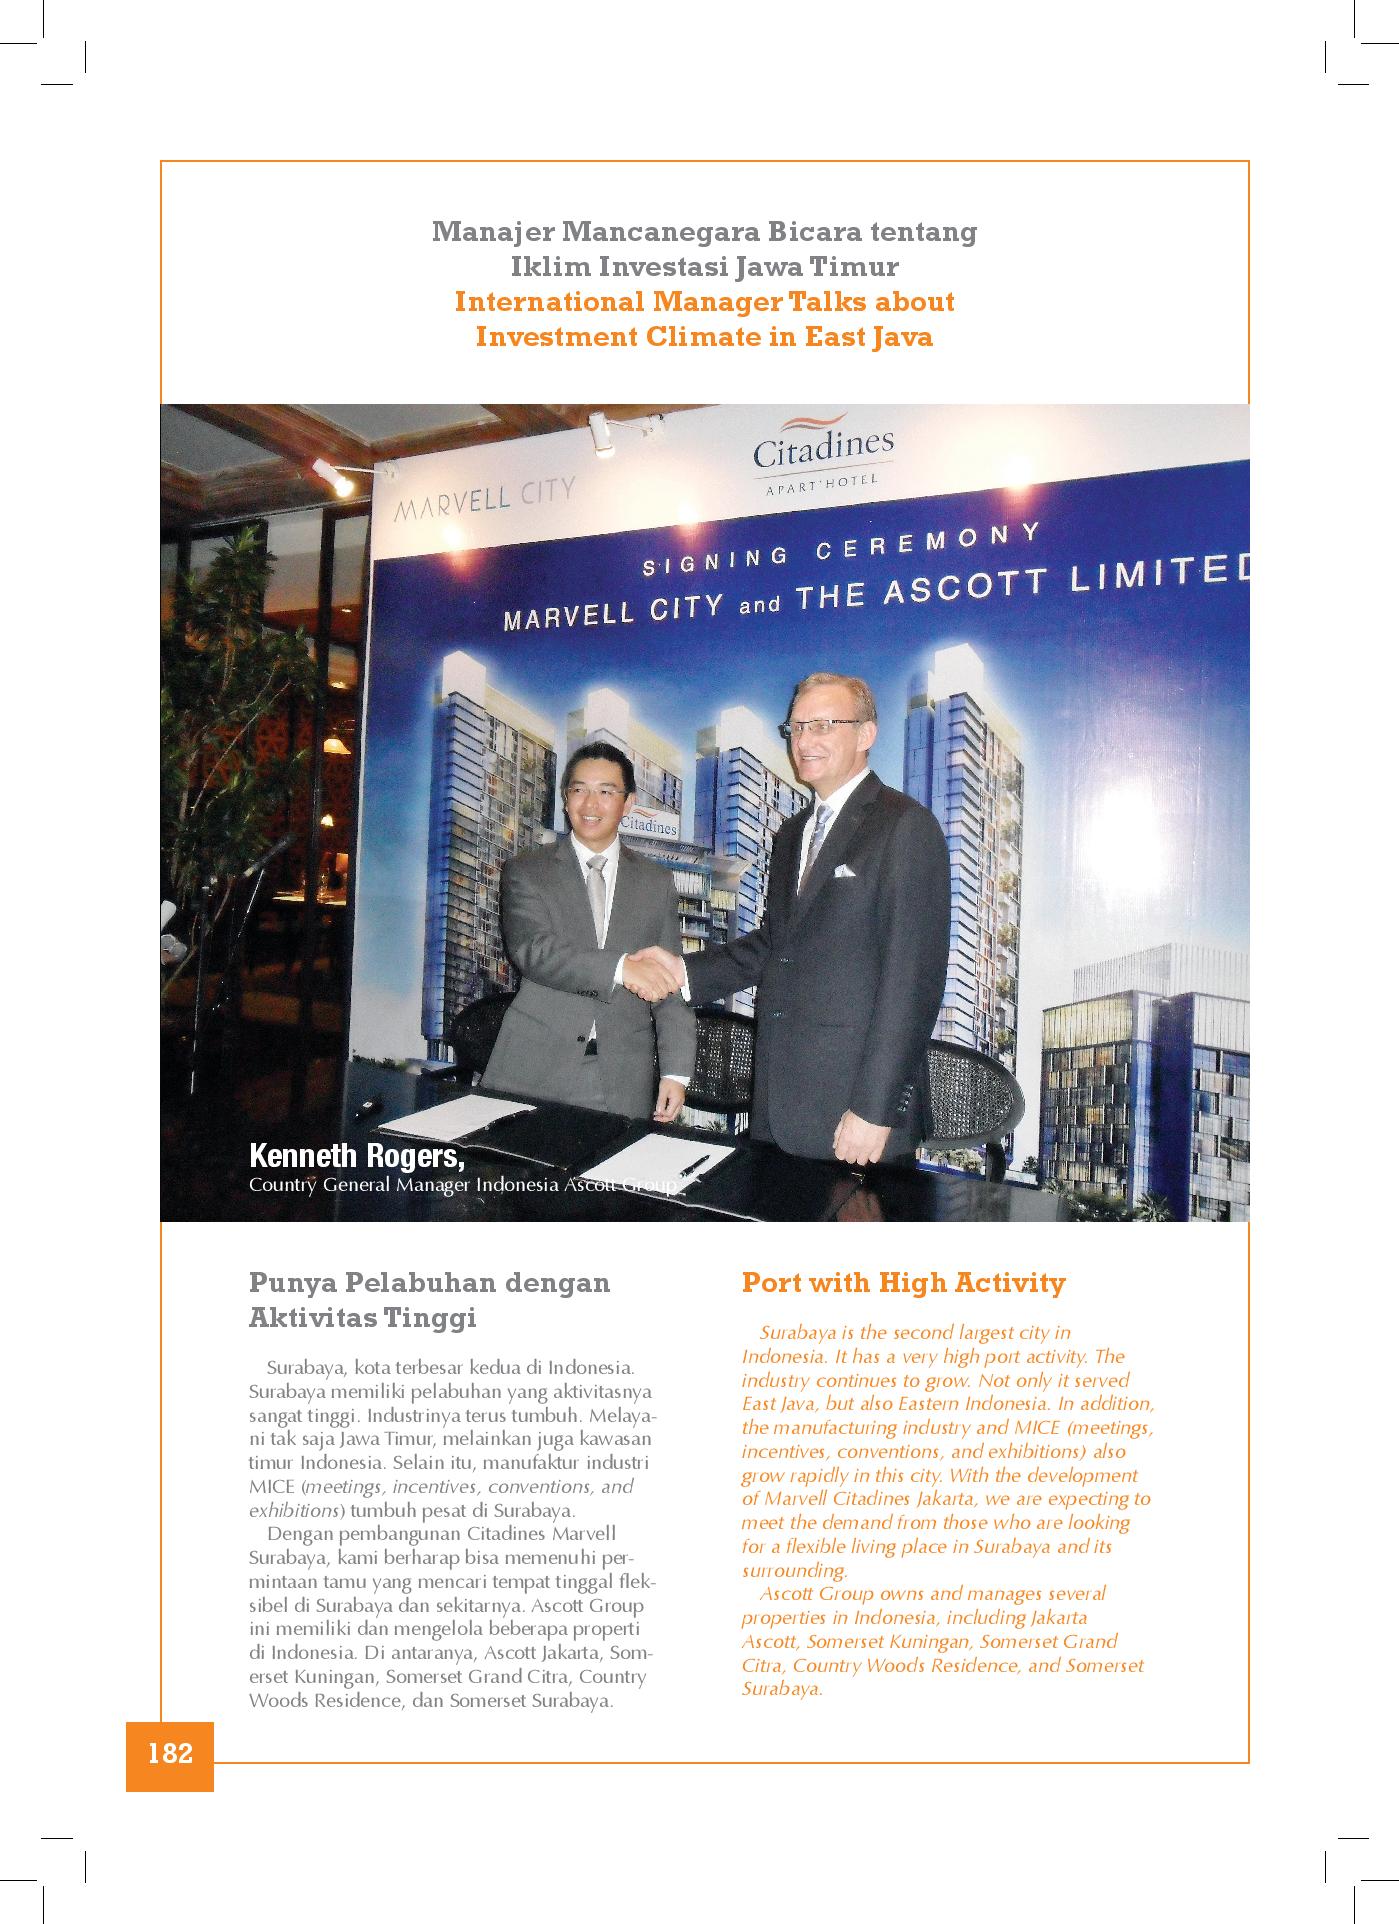 Manajer Mancanegara Bicara tentang
Iklim Investasi Jawa Timur
International Manager Talks about
Investment Climate in East Java
Citadines
APART'HOTEL
MARVELL CITY
SIGNING CEREMONY
MARVELL CITY and THE ASCOTT LIMITED
Citadines
Kenneth Rogers,
Country General Manager Indonesia Ascott Group
Punya Pelabuhan dengan
Aktivitas Tinggi
Surabaya, kota terbesar kedua di Indonesia.
Surabaya memiliki pelabuhan yang aktivitasnya
sangat tinggi. Industrinya terus tumbuh. Melaya-
ni tak saja Jawa Timur, melainkan juga kawasan
timur Indonesia. Selain itu, manufaktur industri
MICE (meetings, incentives, conventions, and
exhibitions) tumbuh pesat di Surabaya.
Dengan pembangunan Citadines Marvell
Surabaya, kami berharap bisa memenuhi per-
mintaan tamu yang mencari tempat tinggal flek-
sibel di Surabaya dan sekitarnya. Ascott Group
ini memiliki dan mengelola beberapa properti
di Indonesia. Di antaranya, Ascott Jakarta, Som-
erset Kuningan, Somerset Grand Citra, Country
Woods Residence, dan Somerset Surabaya.
Port with High Activity
Surabaya is the second largest city in
Indonesia. It has a very high port activity. The
industry continues to grow. Not only it served
East Java, but also Eastern Indonesia. In addition,
the manufacturing industry and MICE (meetings,
incentives, conventions, and exhibitions) also
grow rapidly in this city. With the development
of Marvell Citadines Jakarta, we are expecting to
meet the demand from those who are looking
for a flexible living place in Surabaya and its
surrounding.
Ascott Group owns and manages several
properties in Indonesia, including Jakarta
Ascott, Somerset Kuningan, Somerset Grand
Citra, Country Woods Residence, and Somerset
Surabaya.
182